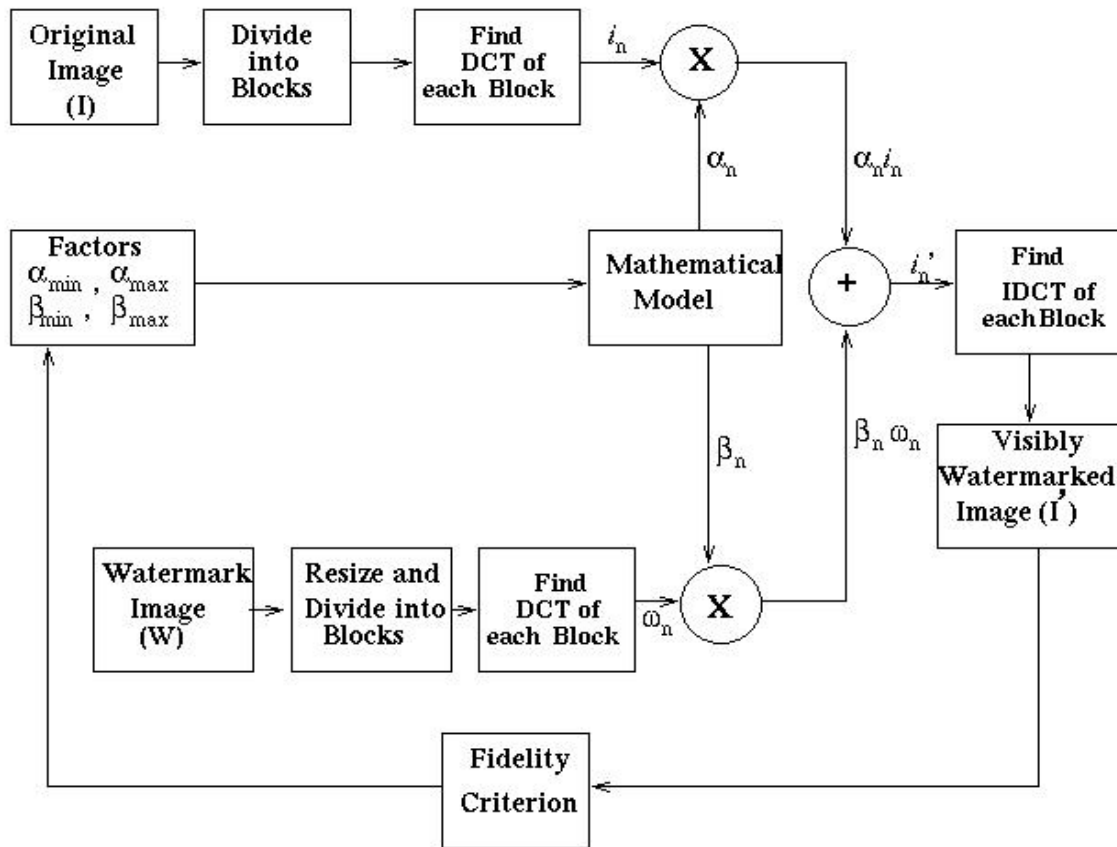 Original
Image
(I)
Divide
into
Blocks
Find
DCT of
each Block
iₙ
X
αₙ
αₙiₙ
Factors
αmin , αmax
βmin , βmax
Mathematical
Model
+
iₙ'
Find
IDCT of
each Block
βₙ
βₙ ωₙ
Visibly
Watermarked
Image (I')
Watermark
Image
(W)
Resize and
Divide into
Blocks
Find
DCT of
each Block
ωₙ
X
Fidelity
Criterion